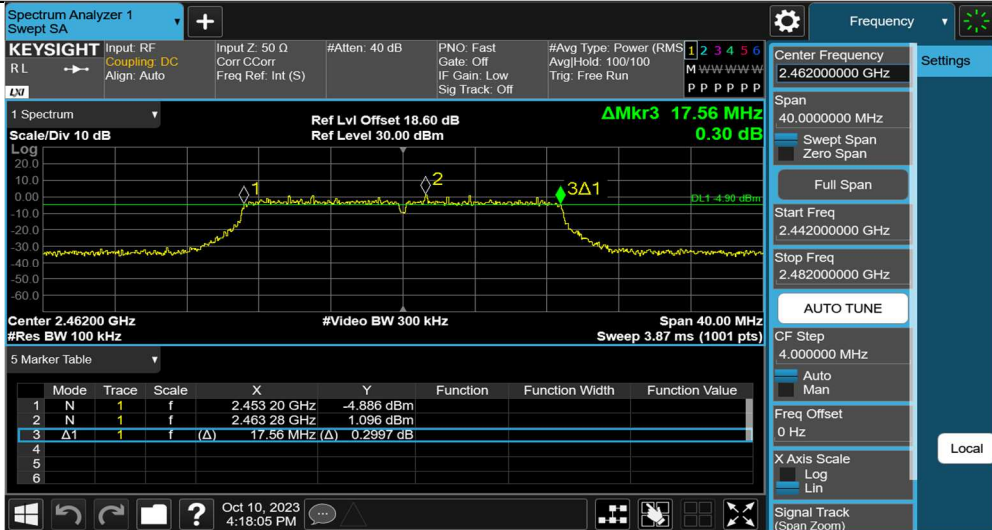 Spectrum Analyzer 1
Swept SA
Frequency
KEYSIGHT
RL
LXI
Input: RF
Coupling: DC
Align: Auto
Input Z: 50 Ω
Corr CCorr
Freq Ref: Int (S)
#Atten: 40 dB
PNO: Fast
Gate: Off
IF Gain: Low
Sig Track: Off
#Avg Type: Power (RMS
Avg|Hold: 100/100
Trig: Free Run
1 2 3 4 5 6
M W W W W W
P P P P P P
1 Spectrum
Scale/Div 10 dB
Ref Lvl Offset 18.60 dB
Ref Level 30.00 dBm
ΔMkr3 17.56 MHz
0.30 dB
Log
20.0
10.0
0.00
-10.0
-20.0
-30.0
-40.0
-50.0
-60.0
1
2
3Δ1
DL1 -4.90 dBm
Center 2.46200 GHz
#Res BW 100 kHz
#Video BW 300 kHz
Span 40.00 MHz
Sweep 3.87 ms (1001 pts)
5 Marker Table
Mode Trace Scale X Y Function Function Width Function Value
1 N 1 f 2.453 20 GHz -4.886 dBm
2 N 1 f 2.463 28 GHz 1.096 dBm
3 Δ1 1 f (Δ) 17.56 MHz (Δ) 0.2997 dB
4
5
6
Oct 10, 2023
4:18:05 PM
Center Frequency
2.462000000 GHz
Settings
Span
40.0000000 MHz
Swept Span
Zero Span
Full Span
Start Freq
2.442000000 GHz
Stop Freq
2.482000000 GHz
AUTO TUNE
CF Step
4.000000 MHz
Auto
Man
Freq Offset
0 Hz
Local
X Axis Scale
Log
Lin
Signal Track
(Span Zoom)